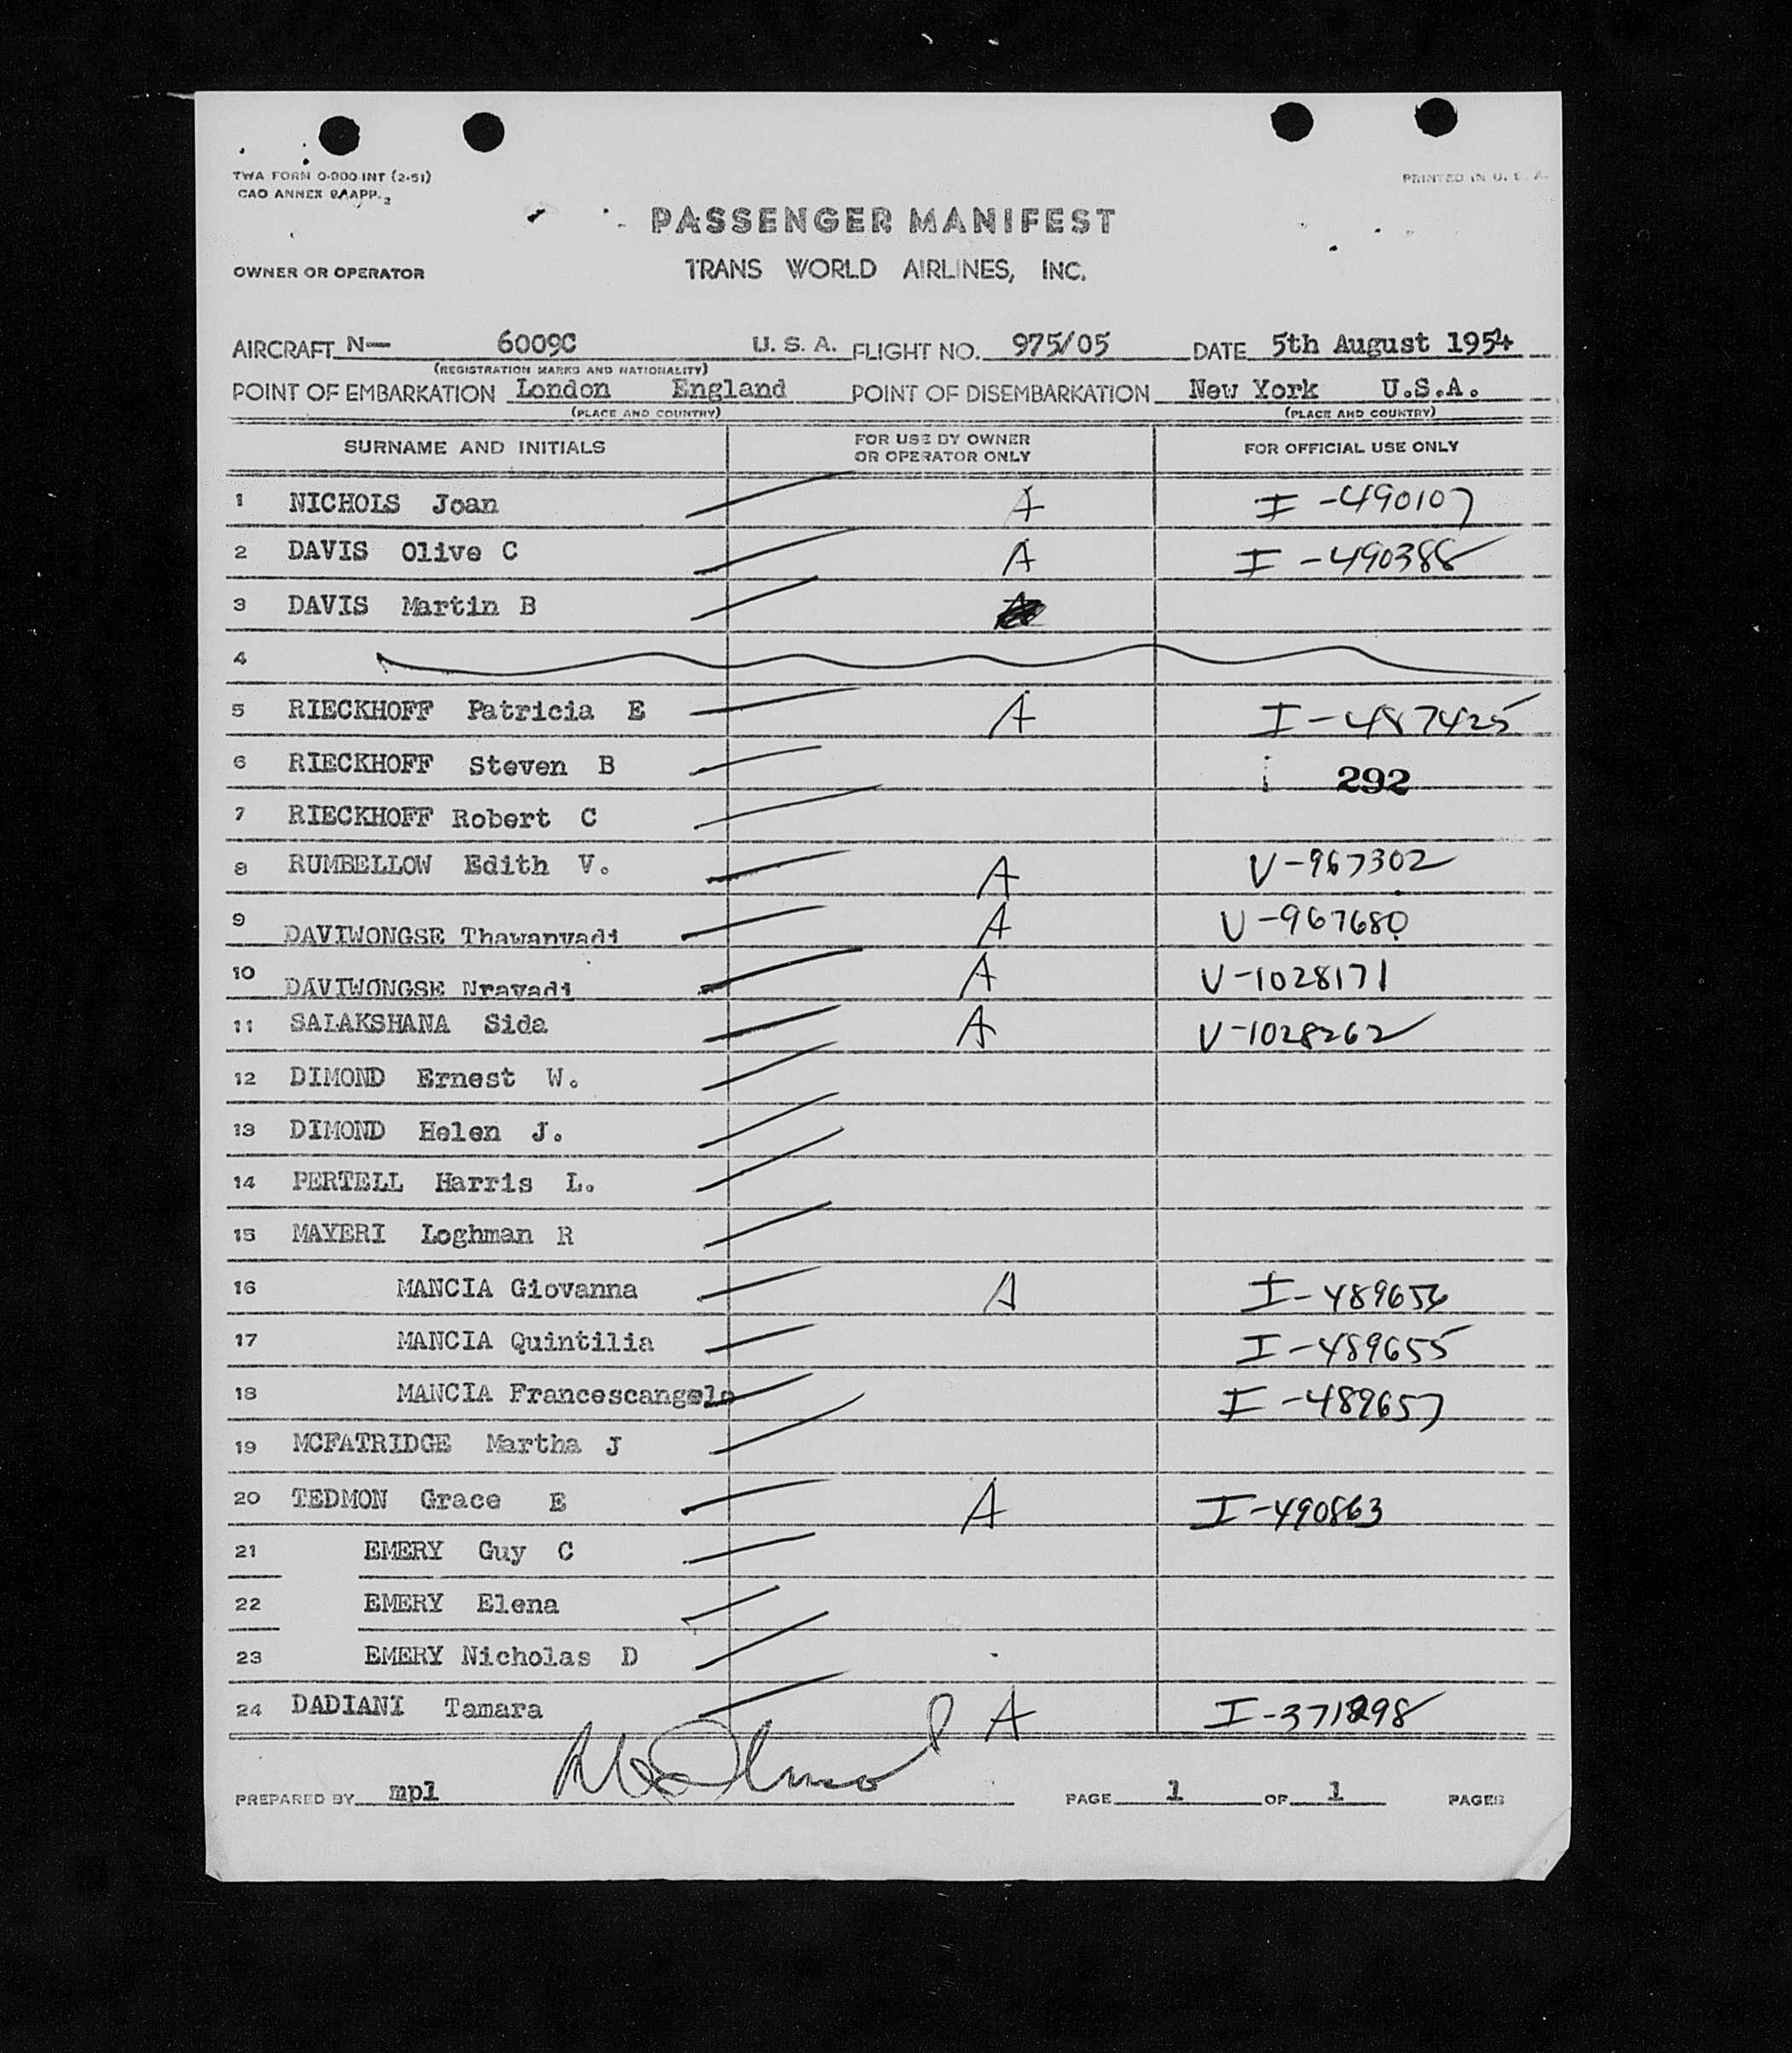 TWA FORM 0-900-INT (2-51)
PRINTED IN U. S. A.
CAO ANNEX 9 APP. 2
PASSENGER MANIFEST
OWNER OR OPERATOR TRANS WORLD AIRLINES, INC.
AIRCRAFT N— 6009C U. S. A. FLIGHT NO. 975/05 DATE 5th August 1954
(REGISTRATION MARKS AND NATIONALITY)
POINT OF EMBARKATION London England POINT OF DISEMBARKATION New York U.S.A.
(PLACE AND COUNTRY) (PLACE AND COUNTRY)
SURNAME AND INITIALS FOR USE BY OWNER OR OPERATOR ONLY FOR OFFICIAL USE ONLY
1 NICHOLS Joan A I-490107
2 DAVIS Olive C A I-490388
3 DAVIS Martin B
4
5 RIECKHOFF Patricia E A I-487425
6 RIECKHOFF Steven B 292
7 RIECKHOFF Robert C
8 RUMBELLOW Edith V. A V-967302
9 DAVIWONGSE Thawanyadi A V-967680
10 DAVIWONGSE Nrayadi A V-1028171
11 SALAKSHANA Sida A V-1028262
12 DIMOND Ernest W.
13 DIMOND Helen J.
14 PERTELL Harris L.
15 MAYERI Loghman R
16 MANCIA Giovanna A I-489656
17 MANCIA Quintilia I-489655
18 MANCIA Francescangelo I-489657
19 MCFATRIDGE Martha J
20 TEDMON Grace E A I-490863
21 EMERY Guy C
22 EMERY Elena
23 EMERY Nicholas D
24 DADIANI Tamara P A I-371898
PREPARED BY mpl PAGE 1 OF 1 PAGES